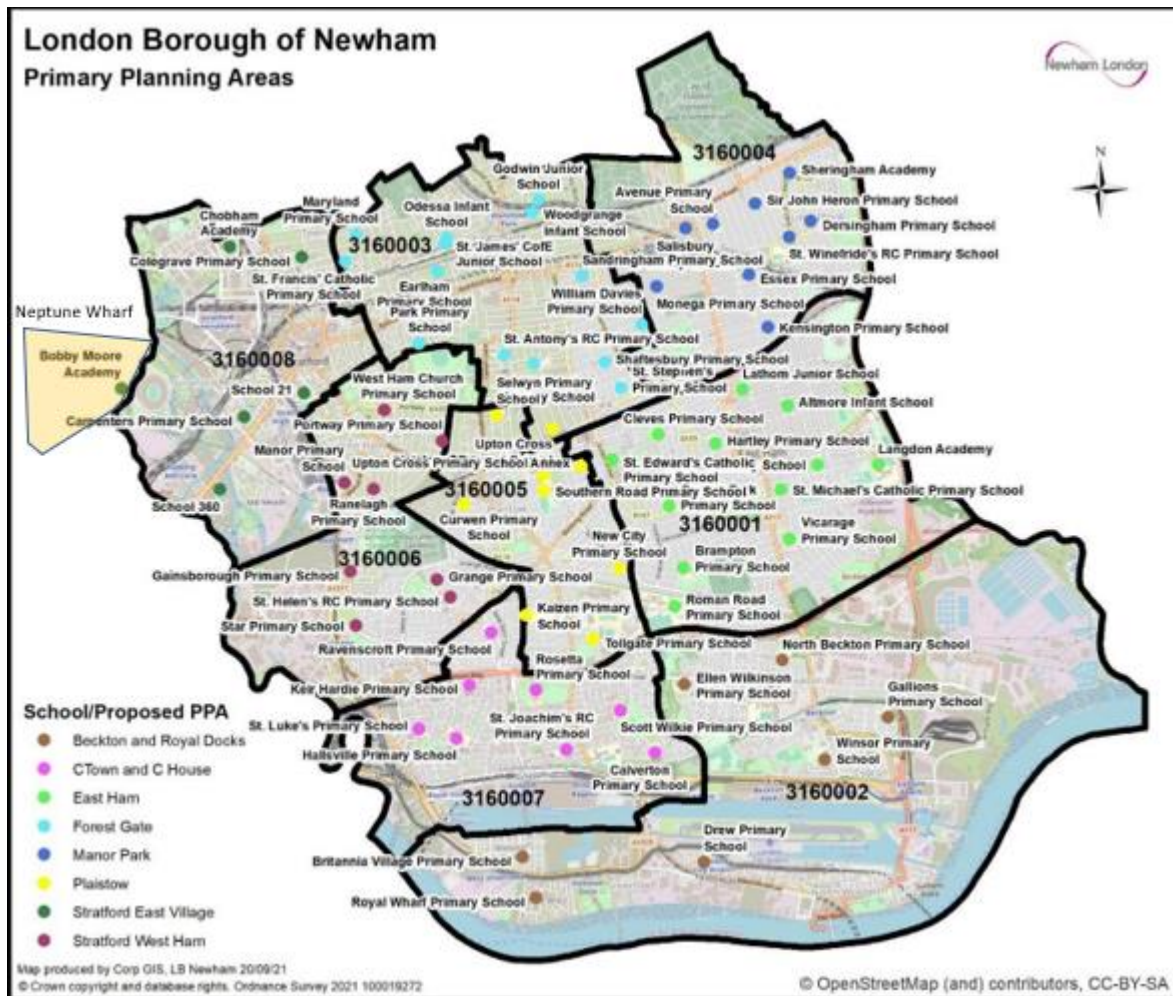 London Borough of Newham
Primary Planning Areas
Newham London
N
3160004
Sheringham Academy
Godwin Junior
School
Avenue Primary
School
Sir John Heron Primary School
Maryland
Primary School
Odessa Infant
School
Woodgrange
Infant School
Dersingham Primary School
Chobham
Academy
3160003
St. James' CofE
Junior School
Salisbury
Sandringham Primary School
St. Winefride's RC Primary School
Colegrave Primary School
St. Francis' Catholic
Primary School
Earlham
Primary School
Park Primary
School
William Davies
Primary School
Essex Primary School
Monega Primary School
Neptune Wharf
Kensington Primary School
Bobby Moore
Academy
3160008
St. Antony's RC Primary School
Shaftesbury Primary School
St. Stephen's
Primary School
Lathom Junior School
School 21
West Ham Church
Primary School
Selwyn Primary
School
Altmore Infant School
Carpenters Primary School
Portway Primary School
Cleves Primary School
Hartley Primary School
Langdon Academy
Manor Primary
School
Upton Cross
Upton Cross Primary School Annex
St. Edward's Catholic
Primary School
School
3160005
Southern Road Primary School
St. Michael's Catholic Primary School
School 360
Ranelagh
Primary School
Curwen Primary
School
Primary School
3160001
Vicarage
Primary School
3160006
New City
Primary School
Brampton
Primary School
Gainsborough Primary School
Grange Primary School
St. Helen's RC Primary School
Kaizen Primary
School
Roman Road
Primary School
Star Primary School
Ravenscroft Primary School
Tollgate Primary School
North Beckton Primary School
Rosetta
Primary School
Ellen Wilkinson
Primary School
Gallions
Primary School
Keir Hardie Primary School
St. Luke's Primary School
St. Joachim's RC
Primary School
Scott Wilkie Primary School
Winsor Primary
School
Hallsville Primary School
Calverton
Primary School
3160007
3160002
Drew Primary
School
Britannia Village Primary School
Royal Wharf Primary School
School/Proposed PPA
Beckton and Royal Docks
CTown and C House
East Ham
Forest Gate
Manor Park
Plaistow
Stratford East Village
Stratford West Ham
Map produced by Corp GIS, LB Newham 20/09/21
© Crown copyright and database rights. Ordnance Survey 2021 100019272
© OpenStreetMap (and) contributors, CC-BY-SA